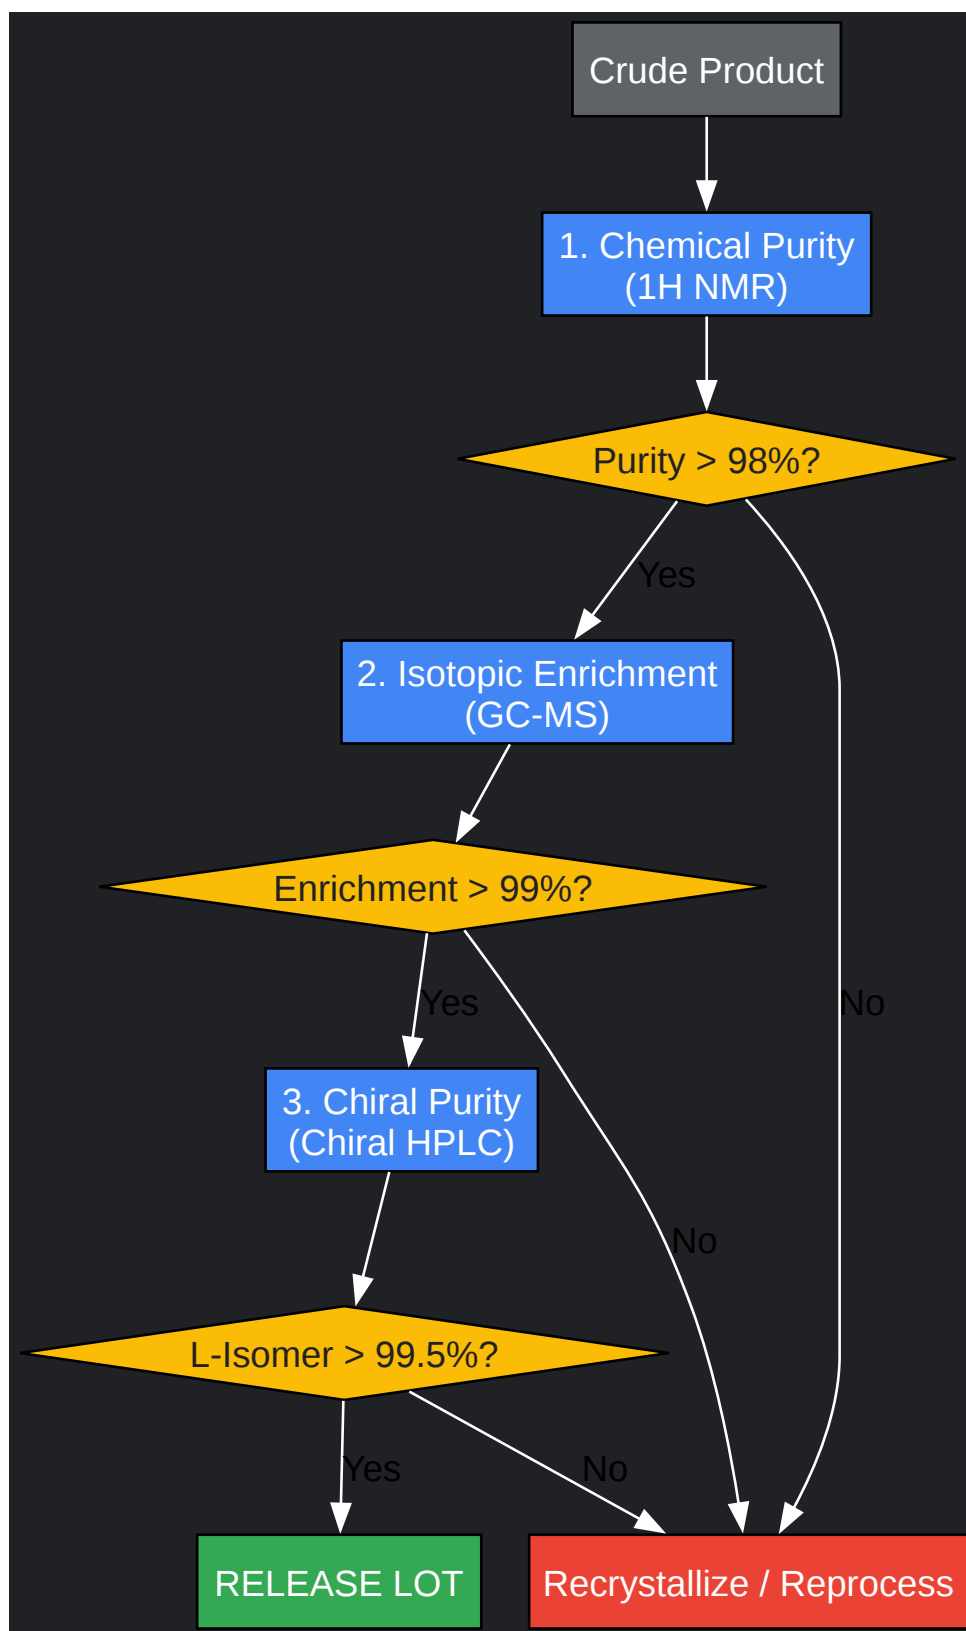 Crude Product
1. Chemical Purity
(1H NMR)
Purity > 98%?
Yes
2. Isotopic Enrichment
(GC-MS)
Enrichment > 99%?
Yes
No
3. Chiral Purity
(Chiral HPLC)
No
L-Isomer > 99.5%?
Yes
No
RELEASE LOT
Recrystallize / Reprocess